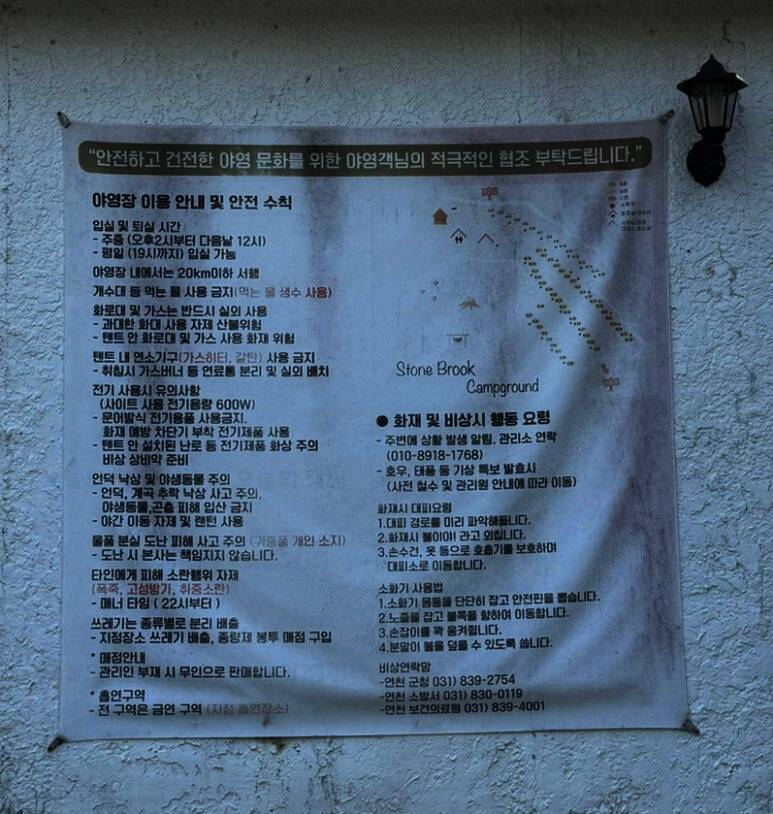 “안전하고 건전한 야영 문화를 위한 야영객님의 적극적인 협조 부탁드립니다.”
야영장 이용 안내 및 안전 수칙
입실 및 퇴실 시간
- 주중 (오후2시부터 다음날 12시)
- 평일 (19시까지) 입실 가능
야영장 내에서는 20km이하 서행
개수대 등 먹는 물 사용 금지(먹는 물 생수 사용)
화로대 및 가스는 반드시 실외 사용
- 과대한 화대 사용 자제 산불위험
- 텐트 안 화로대 및 가스 사용 화재 위험
텐트 내 연소기구(가스히터, 갈탄) 사용 금지
- 취침시 가스버너 등 연료통 분리 및 실외 배치
전기 사용시 유의사항
(사이트 사용 전기용량 600W)
- 문어발식 전기용품 사용금지.
화재 예방 차단기 부착 전기제품 사용
- 텐트 안 설치된 난로 등 전기제품 화상 주의
비상 상비약 준비
언덕 낙상 및 야생동물 주의
- 언덕, 계곡 추락 낙상 사고 주의.
야생동물,곤충 피해 입산 금지
- 야간 이동 자제 및 랜턴 사용
물품 분실 도난 피해 사고 주의 (귀중품 개인 소지)
- 도난 시 본사는 책임지지 않습니다.
타인에게 피해 소란행위 자제
(폭죽, 고성방가, 취중소란)
- 매너 타임 ( 22시부터 )
쓰레기는 종류별로 분리 배출
- 지정장소 쓰레기 배출, 종량제 봉투 매점 구입
* 매점안내
- 관리인 부재 시 무인으로 판매합니다.
* 흡연구역
- 전 구역은 금연 구역 (지정 흡연장소)
Stone Brook
Campground
● 화재 및 비상시 행동 요령
- 주변에 상황 발생 알림. 관리소 연락
(010-8918-1768)
- 호우, 태풍 등 기상 특보 발효시
(사전 철수 및 관리원 안내에 따라 이동)
화재시 대피요령
1.대피 경로를 미리 파악해둡니다.
2.화재시 불이야! 라고 외칩니다.
3.손수건, 옷 등으로 호흡기를 보호하며
대피소로 이동합니다.
소화기 사용법
1.소화기 몸통을 단단히 잡고 안전핀을 뽑습니다.
2.노즐을 잡고 불쪽을 향하여 이동합니다.
3.손잡이를 꽉 움켜쥡니다.
4.분말이 불을 덮을 수 있도록 쏩니다.
비상연락망
-연천 군청 031) 839-2754
-연천 소방서 031) 830-0119
-연천 보건의료원 031) 839-4001